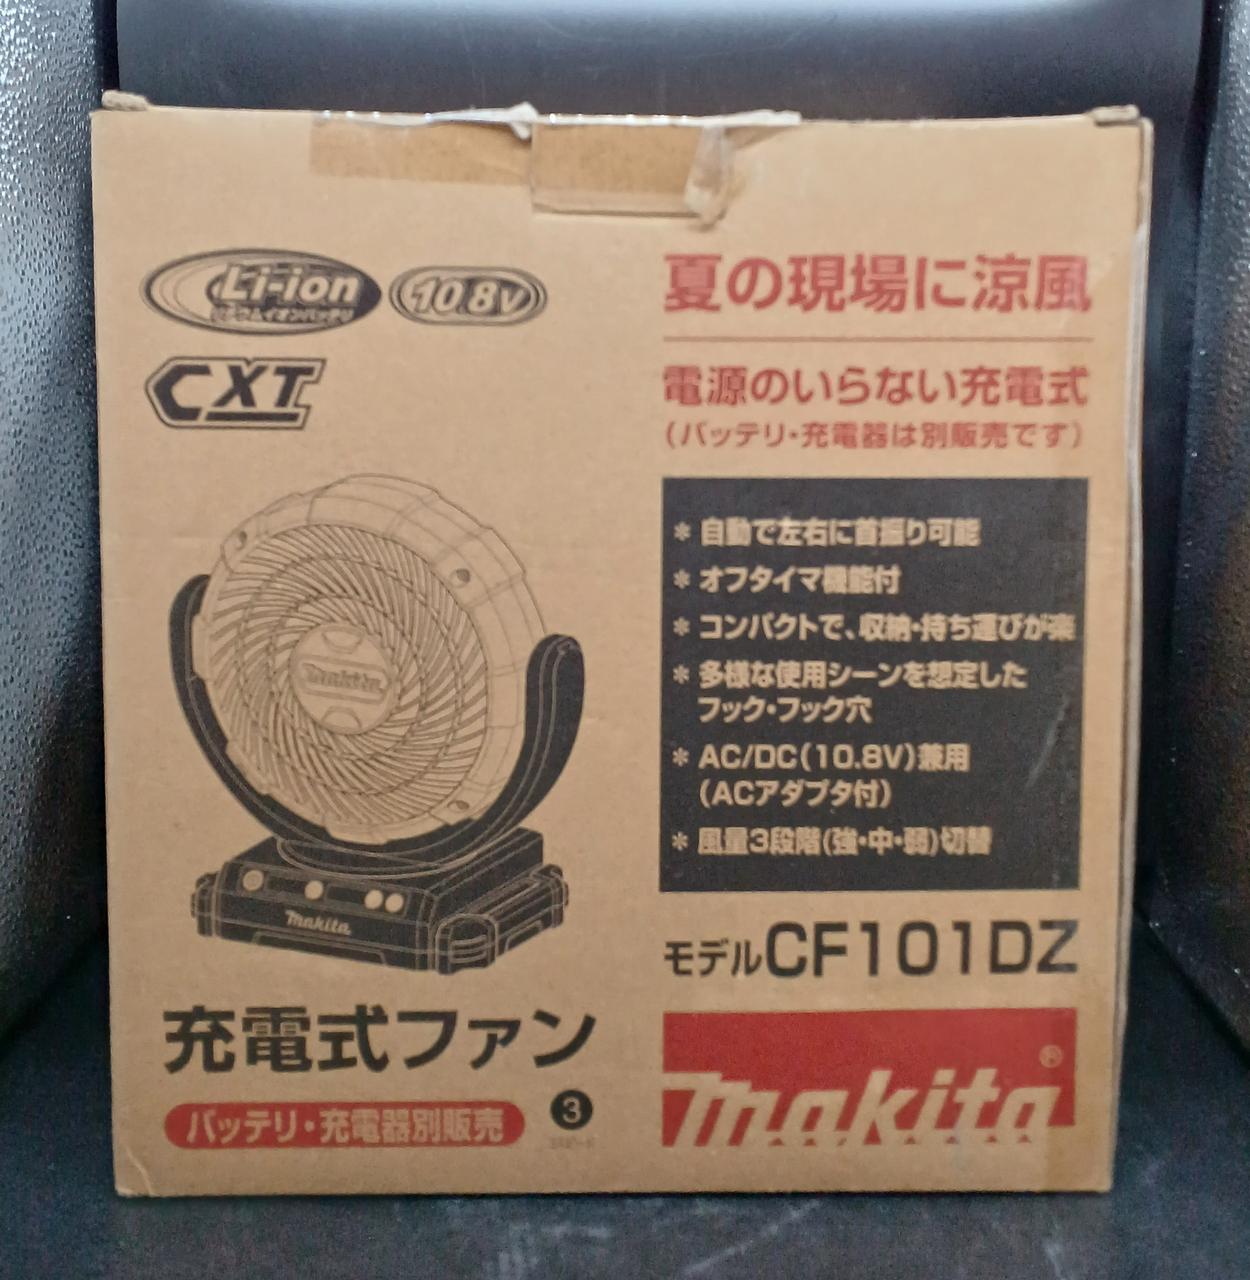 Li-ion
リチウムイオンバッテリ
10.8V
CXT
夏の現場に涼風
電源のいらない充電式
(バッテリ・充電器は別販売です)
* 自動で左右に首振り可能
* オフタイマ機能付
* コンパクトで、収納・持ち運びが楽
* 多様な使用シーンを想定した
フック・フック穴
* AC/DC(10.8V)兼用
(ACアダプタ付)
* 風量3段階(強・中・弱)切替
makita
makita
モデルCF101DZ
充電式ファン
バッテリ・充電器別販売
3
makita®